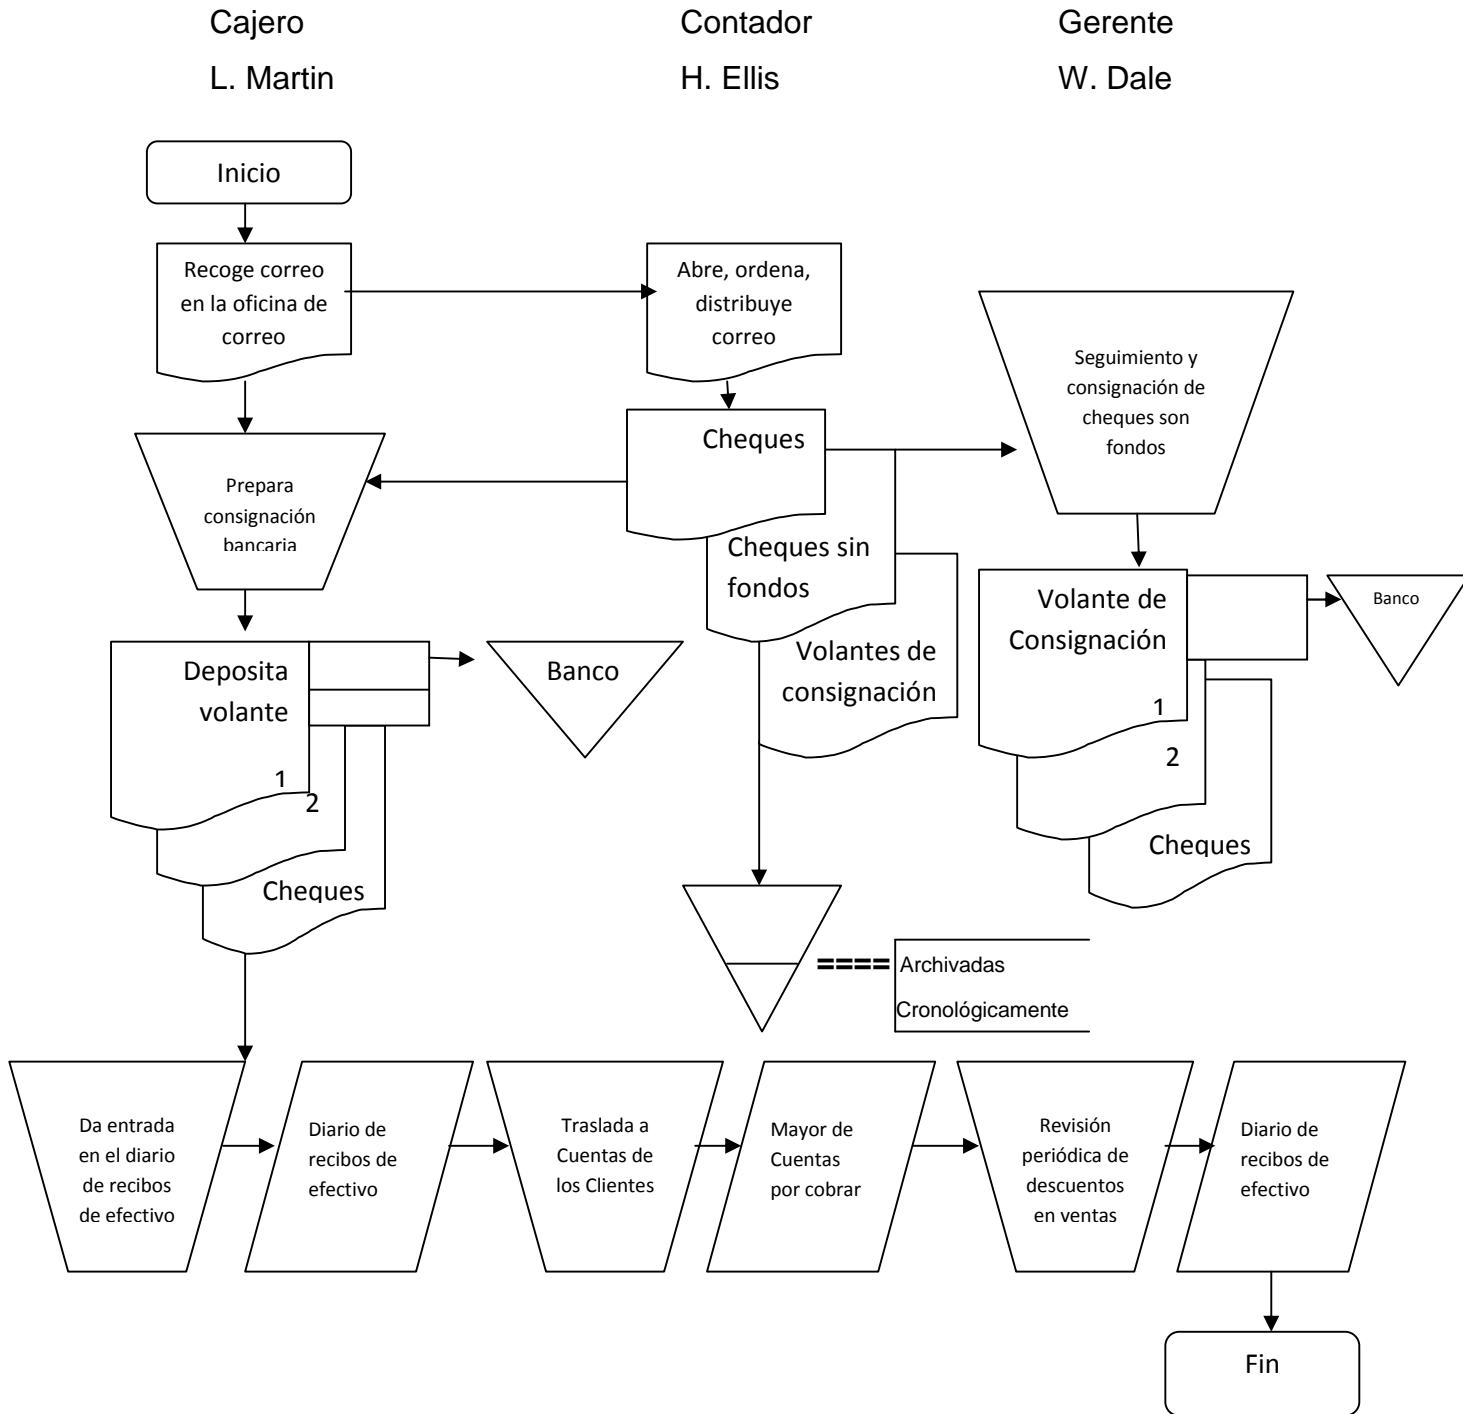 Cajero
Contador
Gerente
L. Martin
H. Ellis
W. Dale
Inicio
Recoge correo
en la oficina de
correo
Abre, ordena,
distribuye
correo
Seguimiento y
consignación de
cheques son
fondos
Cheques
Prepara
consignación
bancaria
Cheques sin
fondos
Volantes de
consignación
Volante de
Consignación
1
2
Cheques
Banco
Deposita
volante
1
2
Cheques
Banco
====
Archivadas
Cronológicamente
Da entrada
en el diario
de recibos
de efectivo
Diario de
recibos de
efectivo
Traslada a
Cuentas de
los Clientes
Mayor de
Cuentas
por cobrar
Revisión
periódica de
descuentos
en ventas
Diario de
recibos de
efectivo
Fin